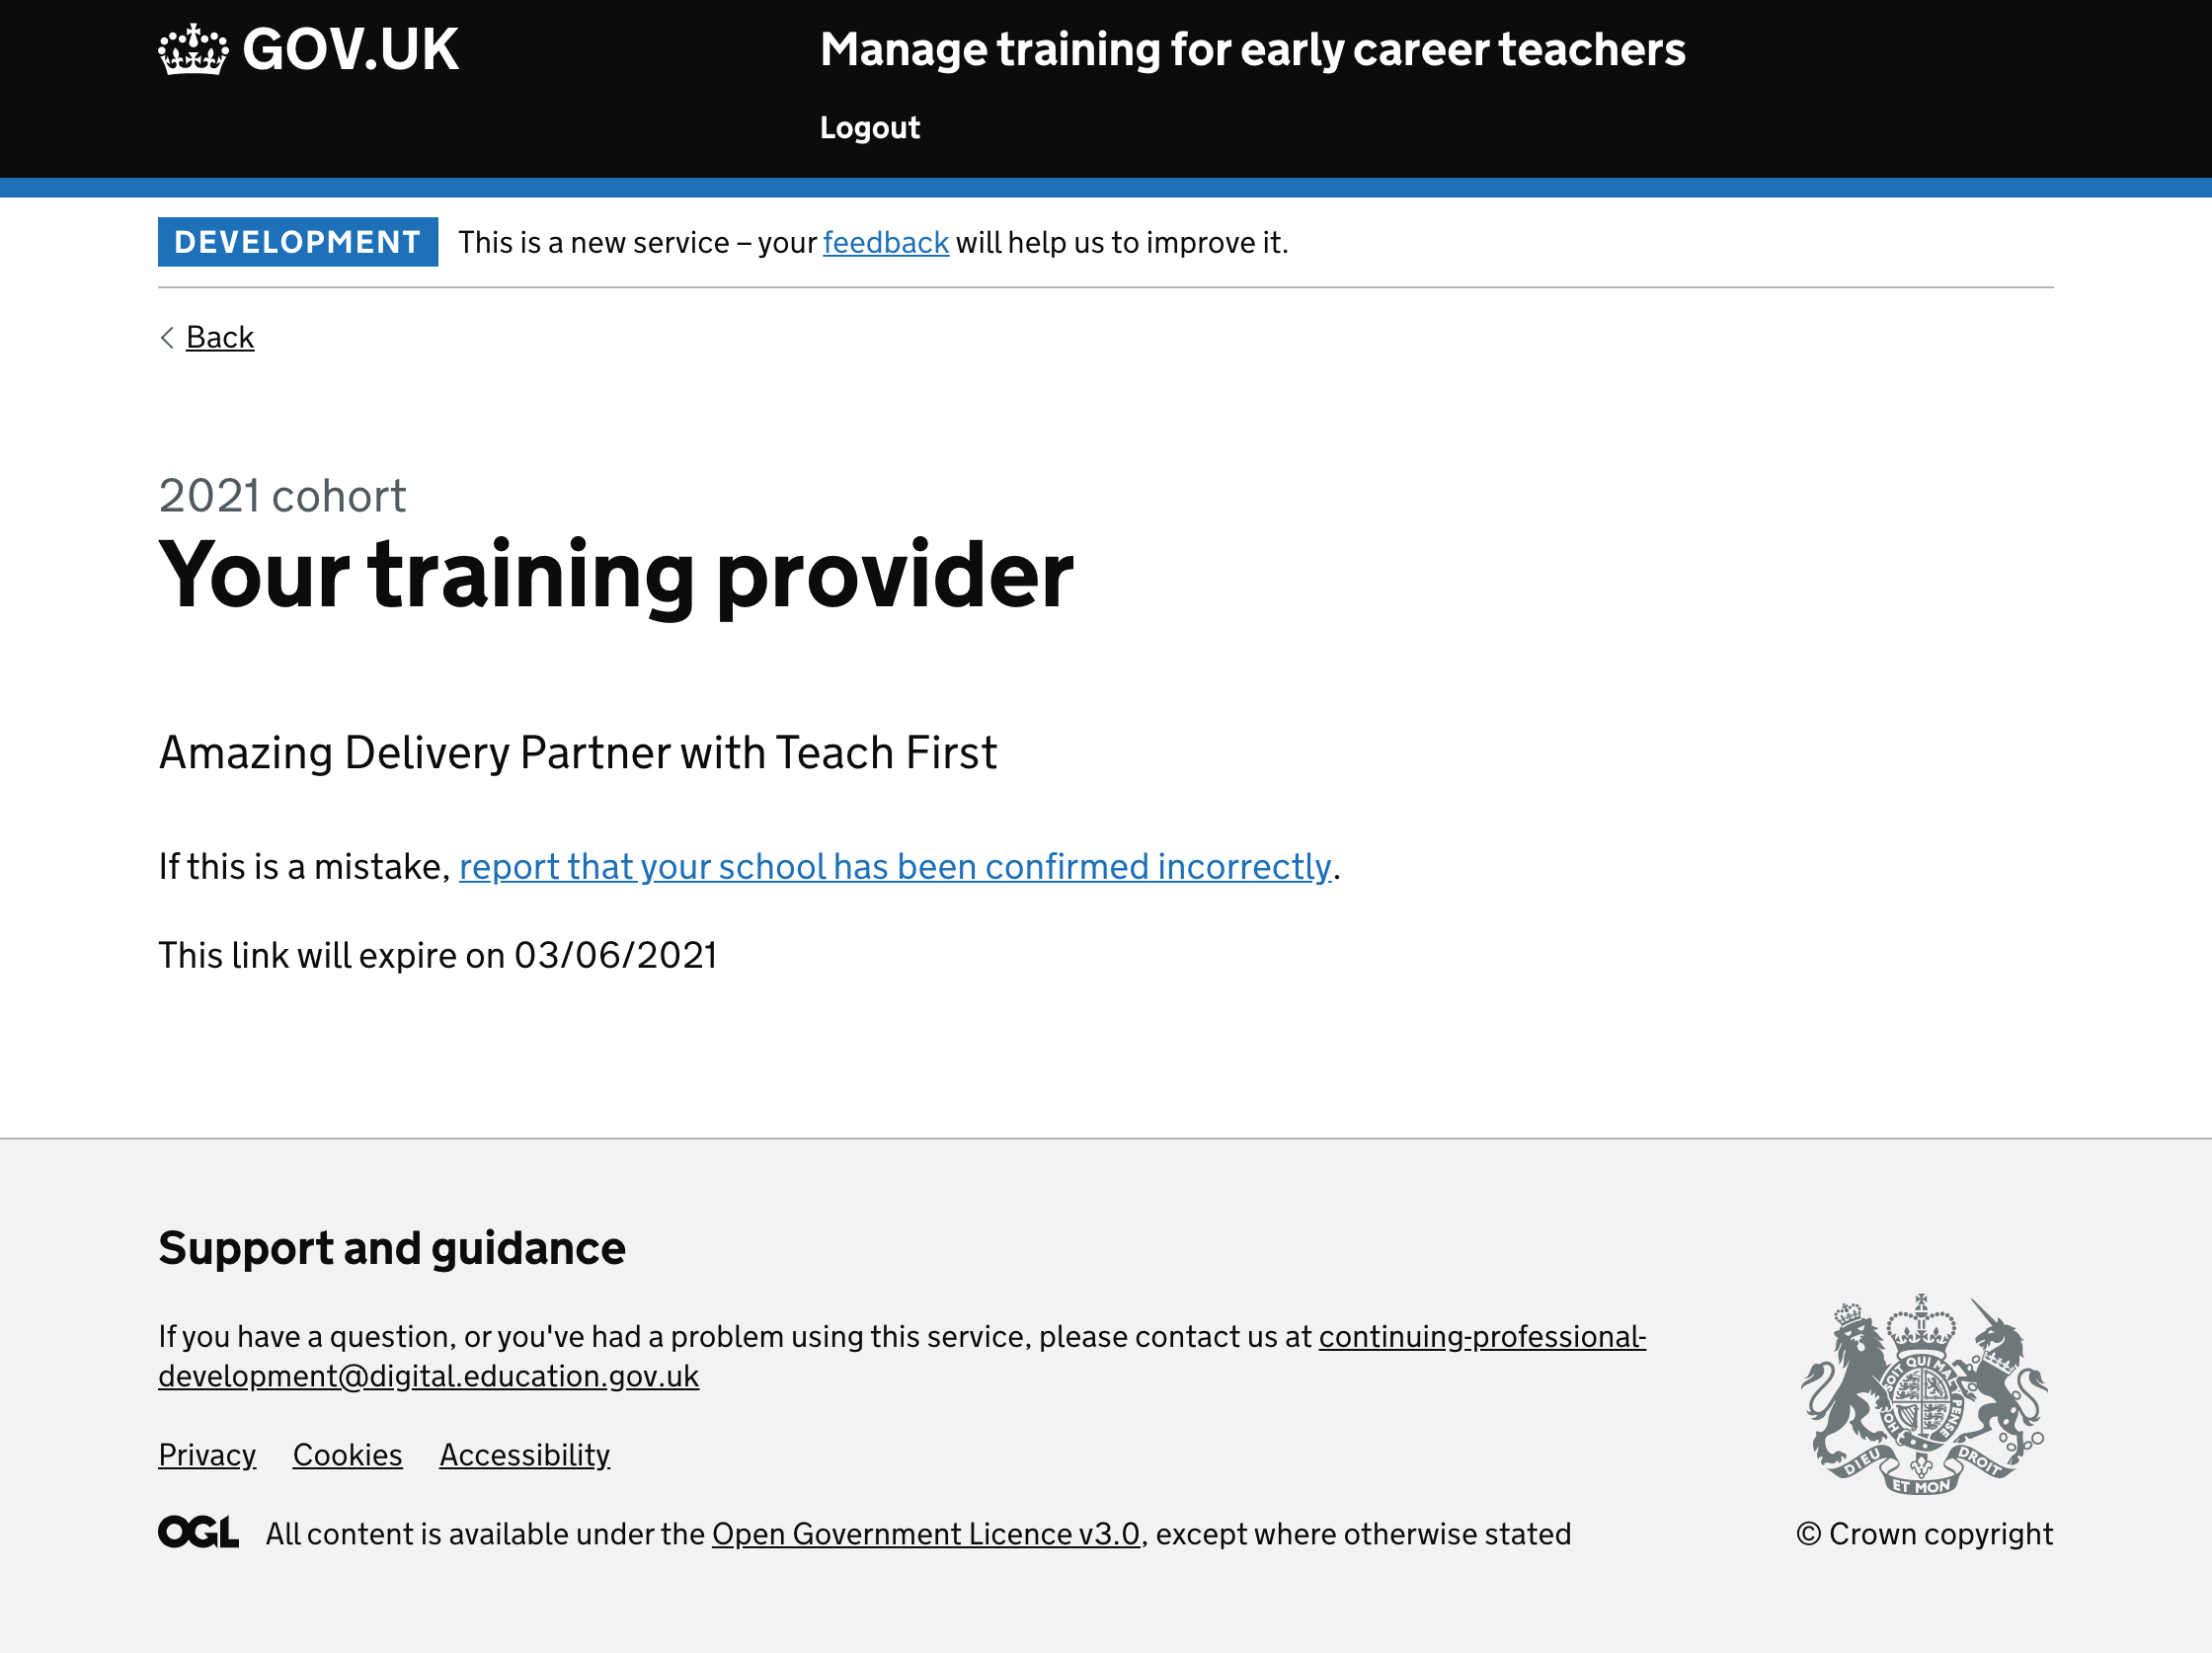 GOV.UK
Manage training for early career teachers
Logout
DEVELOPMENT
This is a new service – your feedback will help us to improve it.
Back
2021 cohort
Your training provider
Amazing Delivery Partner with Teach First
If this is a mistake, report that your school has been confirmed incorrectly.
This link will expire on 03/06/2021
Support and guidance
If you have a question, or you've had a problem using this service, please contact us at continuing-professional-
development@digital.education.gov.uk
Privacy
Cookies
Accessibility
OGL
All content is available under the Open Government Licence v3.0, except where otherwise stated
SOIT QUI MAL Y PENSE
DIEU ET MON DROIT
© Crown copyright